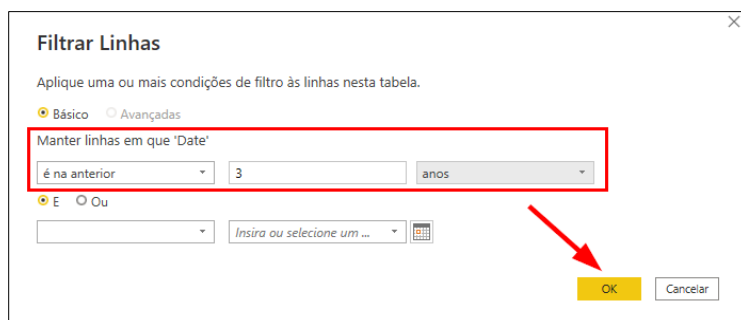 Filtrar Linhas
Aplique uma ou mais condições de filtro às linhas nesta tabela.
Básico Avançadas
Manter linhas em que 'Date'
é na anterior 3 anos
E Ou
Insira ou selecione um ...
OK Cancelar